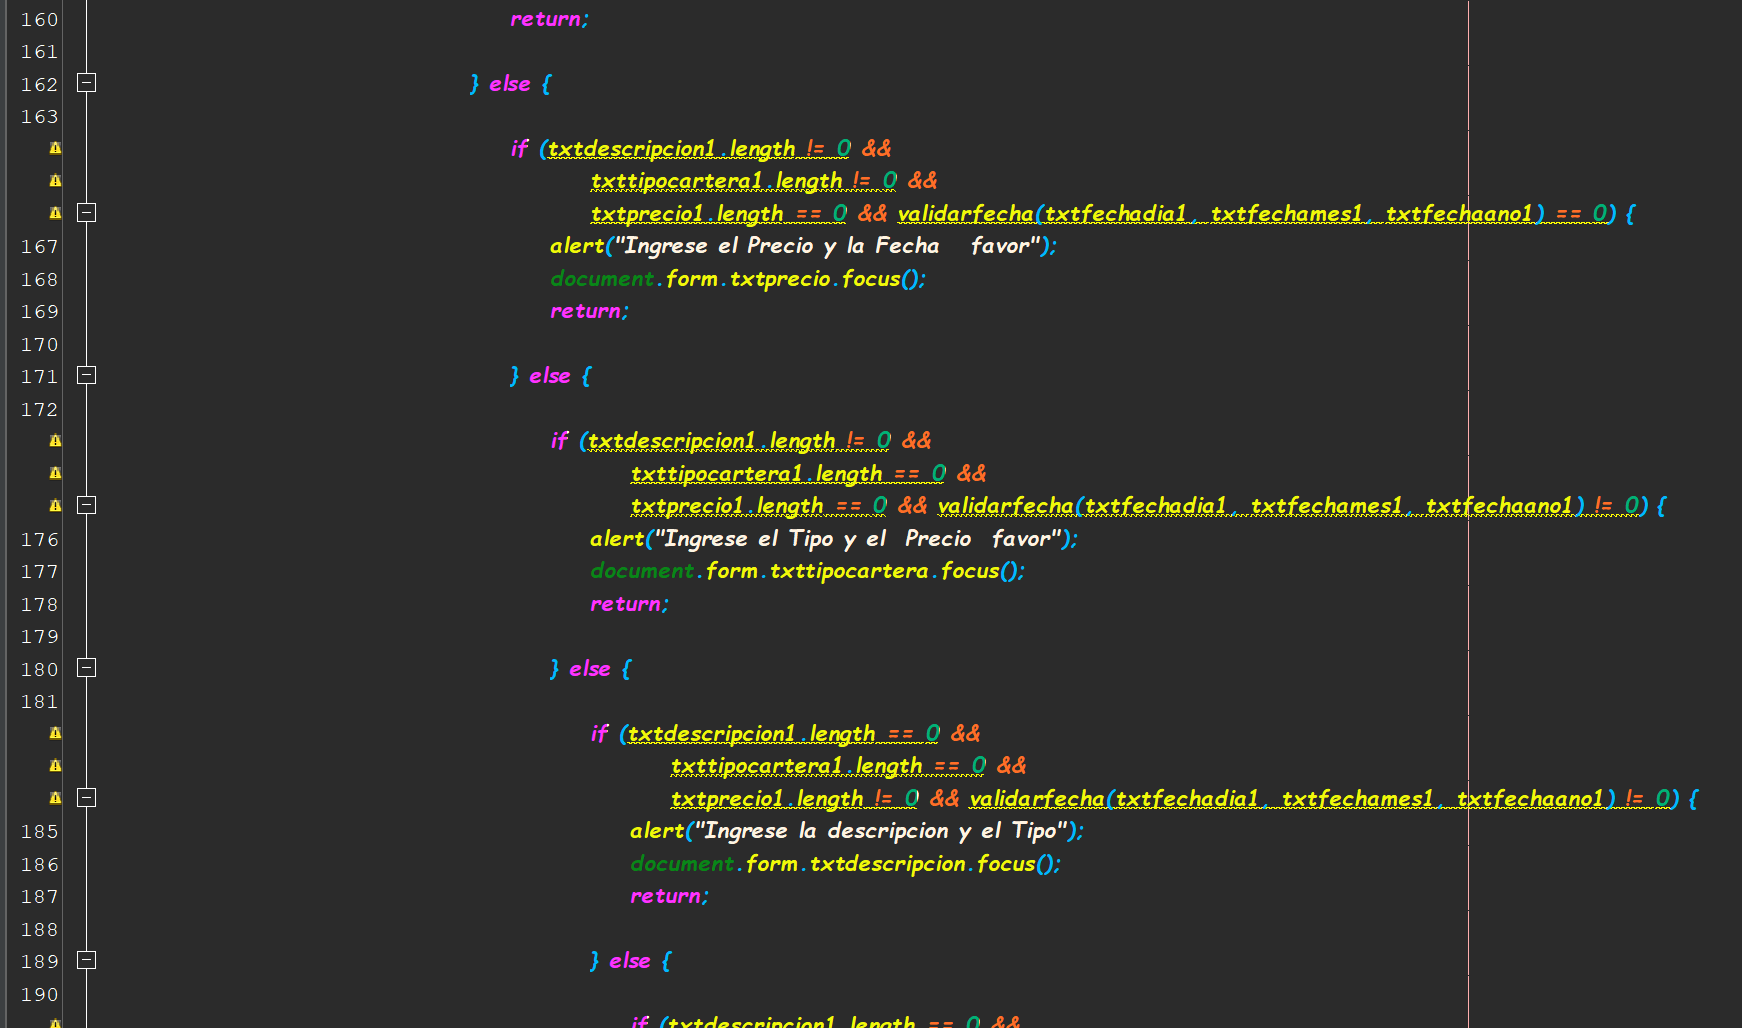 160 return;
161
162 } else {
163
if (txtdescripcion1.length != 0 &&
txttipocartera1.length != 0 &&
txtprecio1.length == 0 && validarfecha(txtfechadia1, txtfechames1, txtfechaano1) == 0) {
167 alert("Ingrese el Precio y la Fecha   favor");
168 document.form.txtprecio.focus();
169 return;
170
171 } else {
172
if (txtdescripcion1.length != 0 &&
txttipocartera1.length == 0 &&
txtprecio1.length == 0 && validarfecha(txtfechadia1, txtfechames1, txtfechaano1) != 0) {
176 alert("Ingrese el Tipo y el  Precio  favor");
177 document.form.txttipocartera.focus();
178 return;
179
180 } else {
181
if (txtdescripcion1.length == 0 &&
txttipocartera1.length == 0 &&
txtprecio1.length != 0 && validarfecha(txtfechadia1, txtfechames1, txtfechaano1) != 0) {
185 alert("Ingrese la descripcion y el Tipo");
186 document.form.txtdescripcion.focus();
187 return;
188
189 } else {
190
if (txtdescripcion1.length == 0 &&